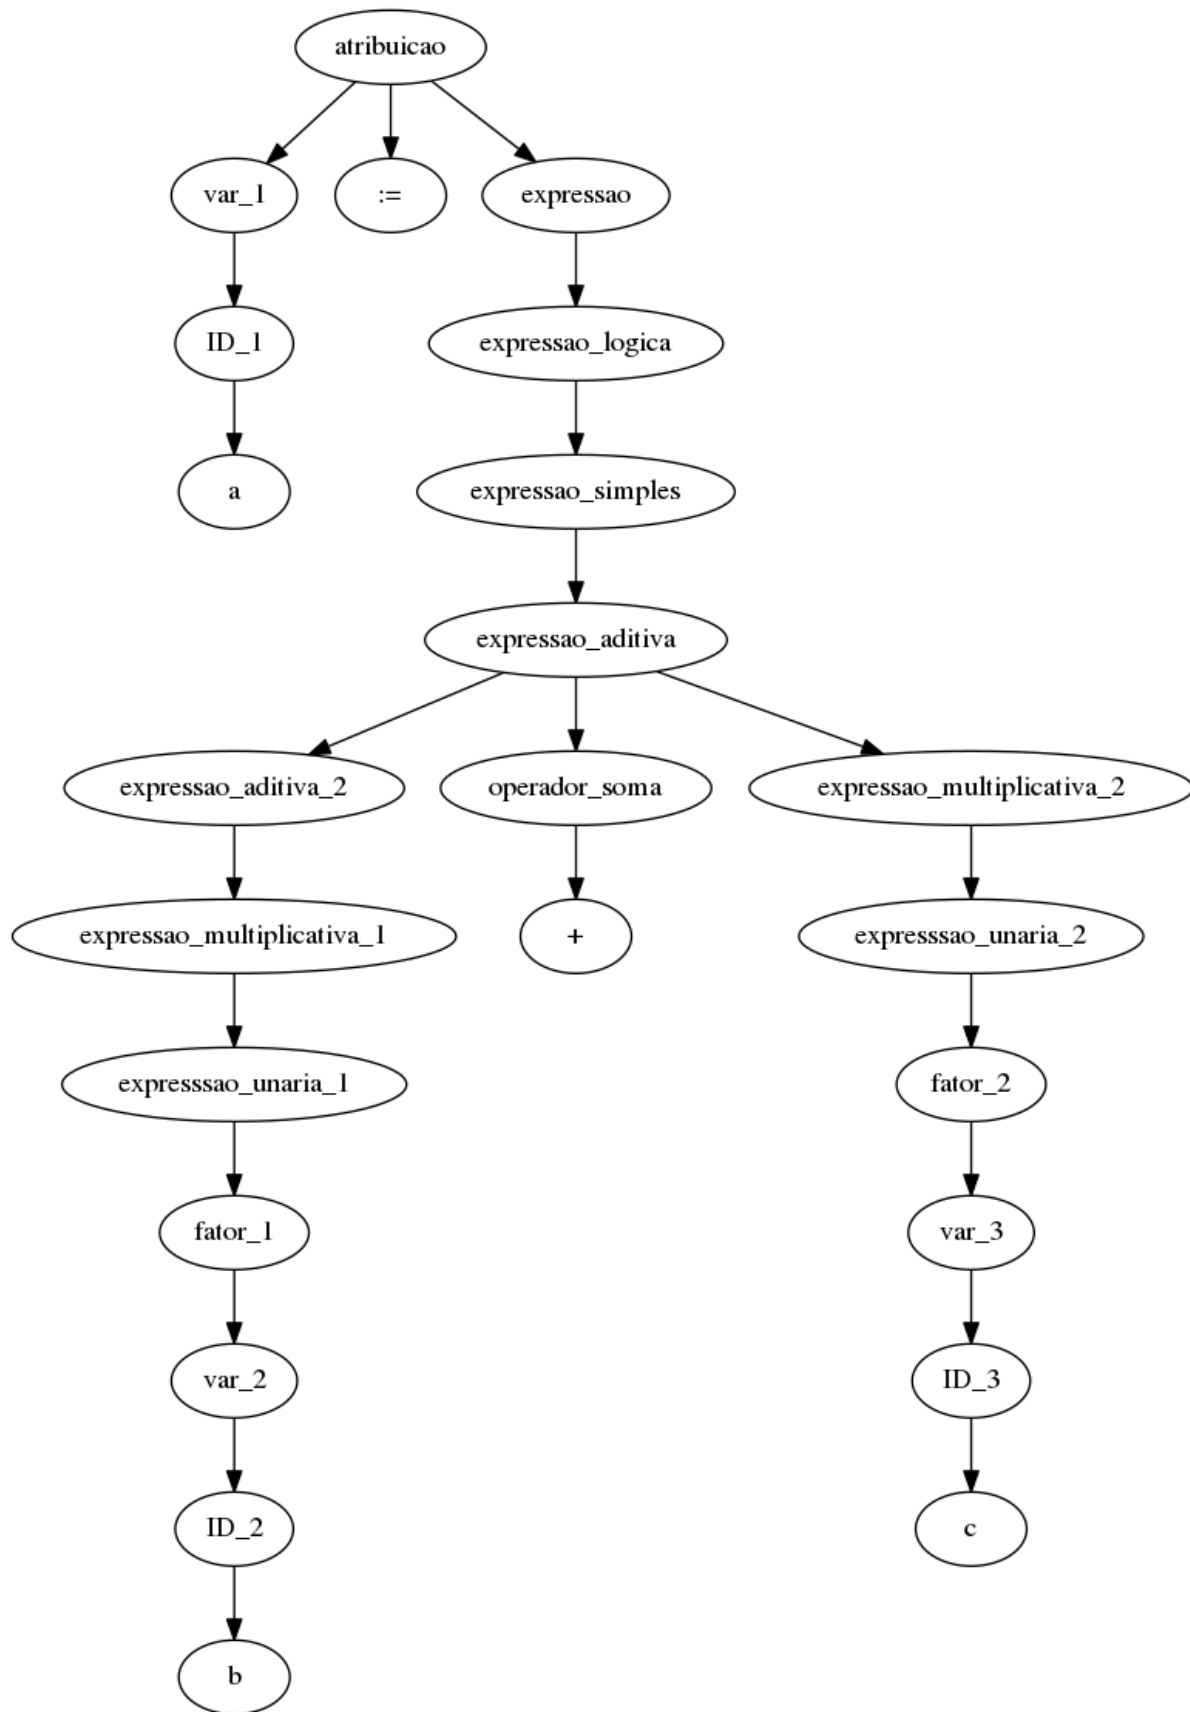 atribuicao
var_1
:=
expressao
ID_1
expressao_logica
a
expressao_simples
expressao_aditiva
expressao_aditiva_2
operador_soma
expressao_multiplicativa_2
expressao_multiplicativa_1
+
expresssao_unaria_2
expresssao_unaria_1
fator_2
fator_1
var_3
var_2
ID_3
ID_2
c
b